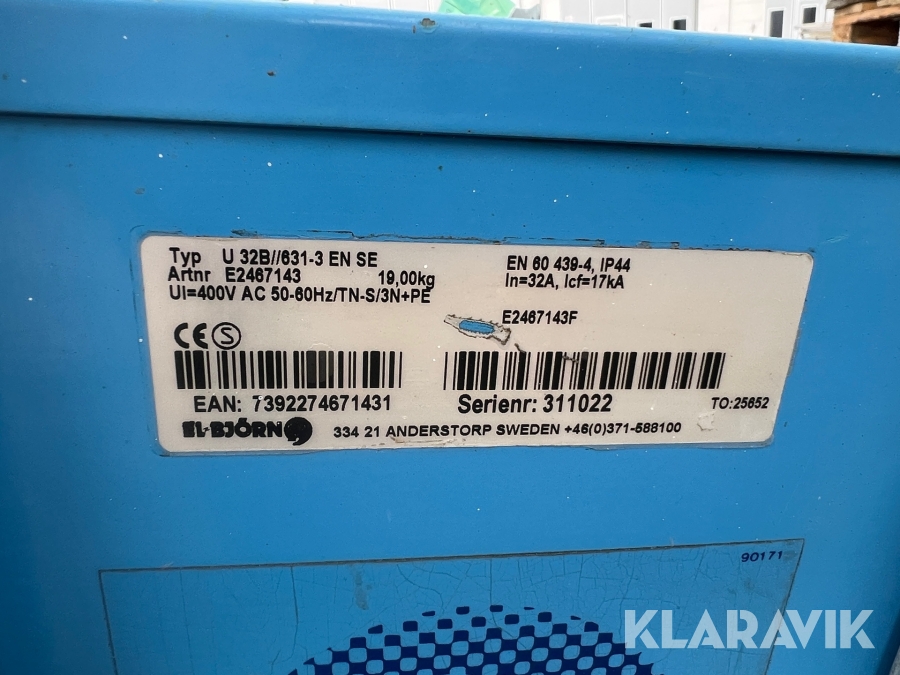 Typ U 32B//631-3 EN SE
Artnr E2467143 19,00kg
UI=400V AC 50-60Hz/TN-S/3N+PE
EN 60 439-4, IP44
In=32A, Icf=17kA
E2467143F
CE S
EAN: 7392274671431
Serienr: 311022
TO:25652
EL-BJÖRN 334 21 ANDERSTORP SWEDEN +46(0)371-588100
90171
KLARAVIK